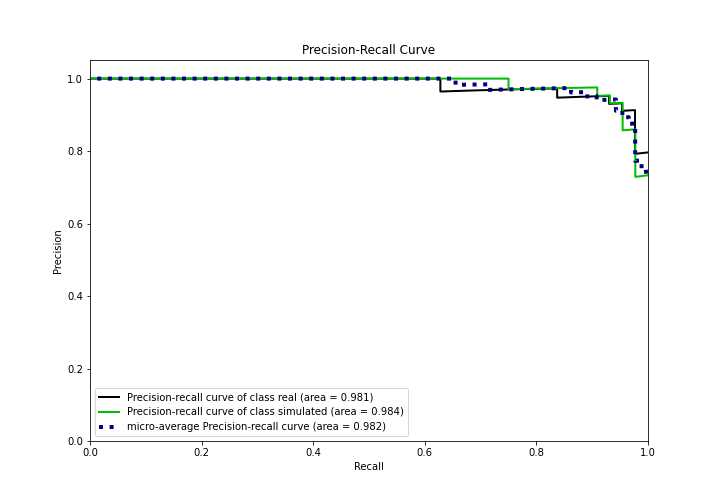 Precision-Recall Curve
1.0
0.8
0.6
0.4
0.2
0.0
Precision
Precision-recall curve of class real (area = 0.981)
Precision-recall curve of class simulated (area = 0.984)
micro-average Precision-recall curve (area = 0.982)
0.0 0.2 0.4 0.6 0.8 1.0
Recall